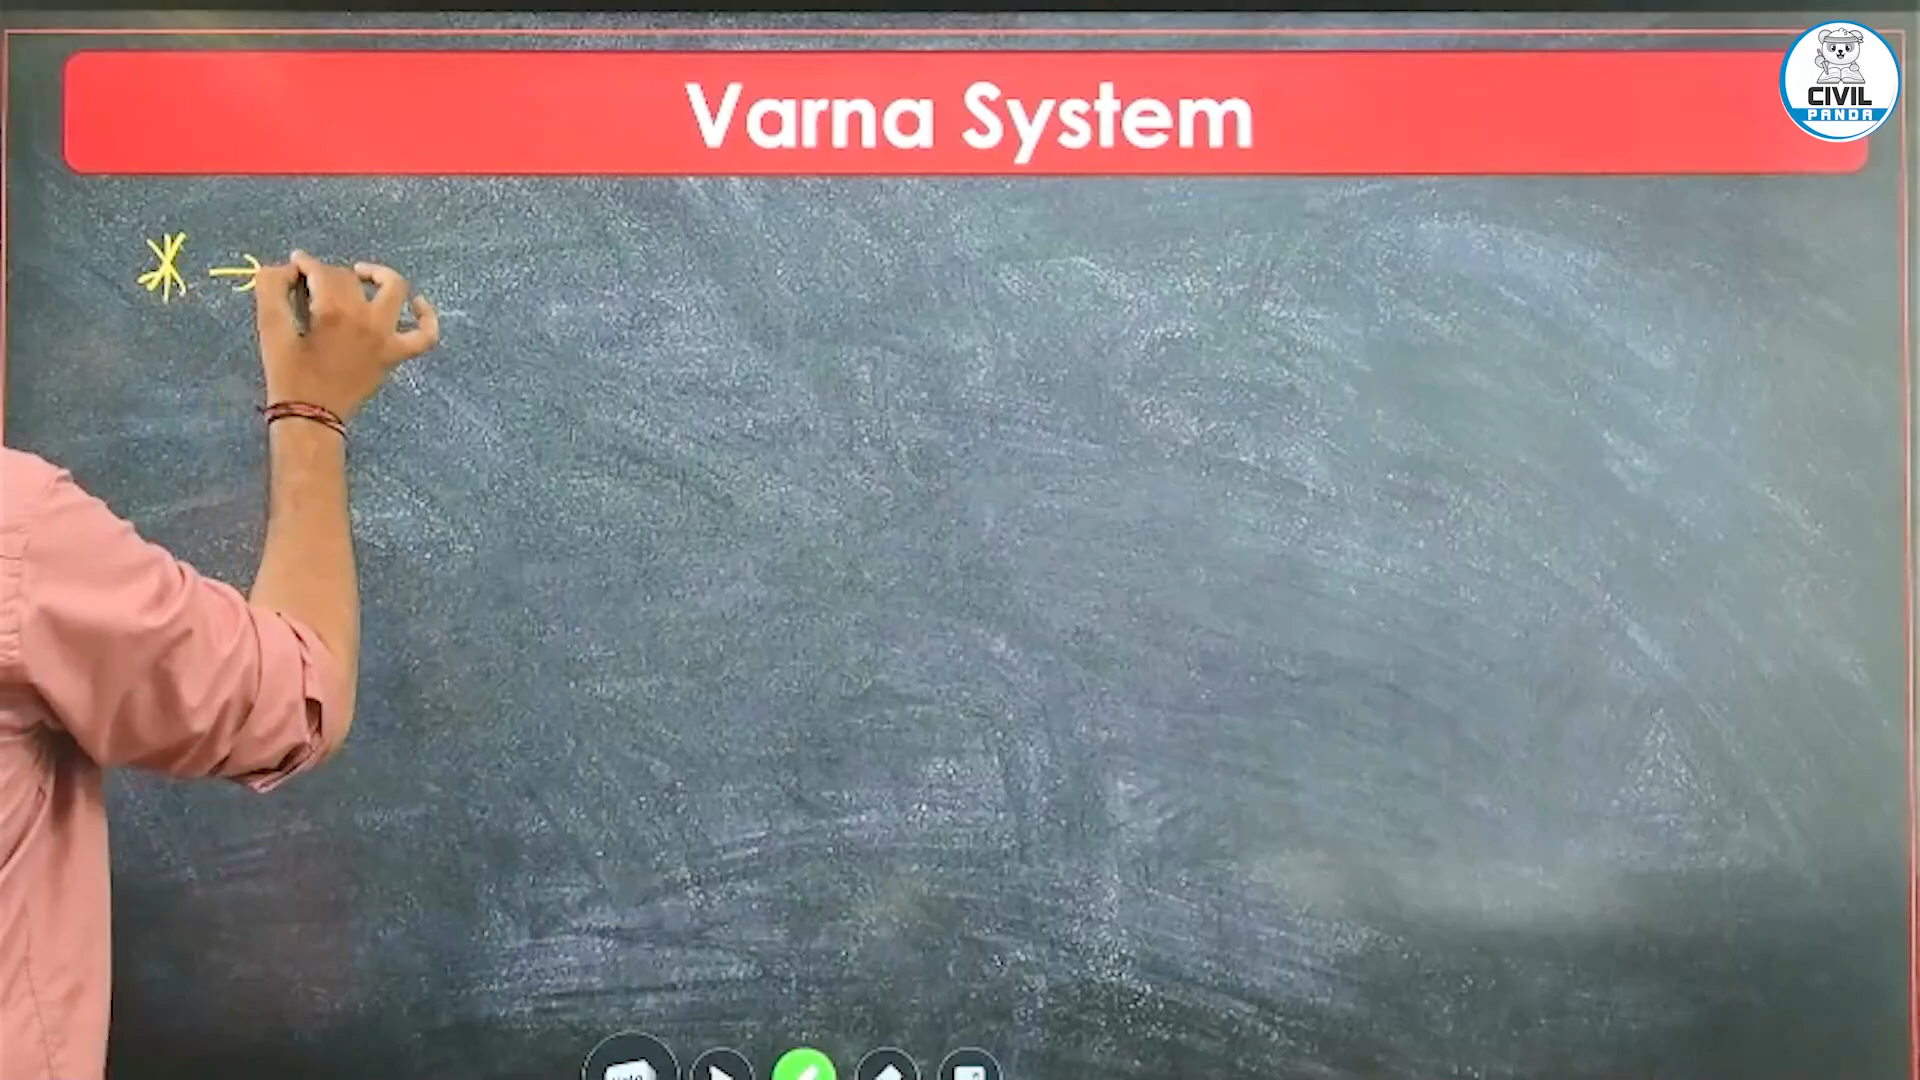 Varna System
CIVIL
PANDA
* →